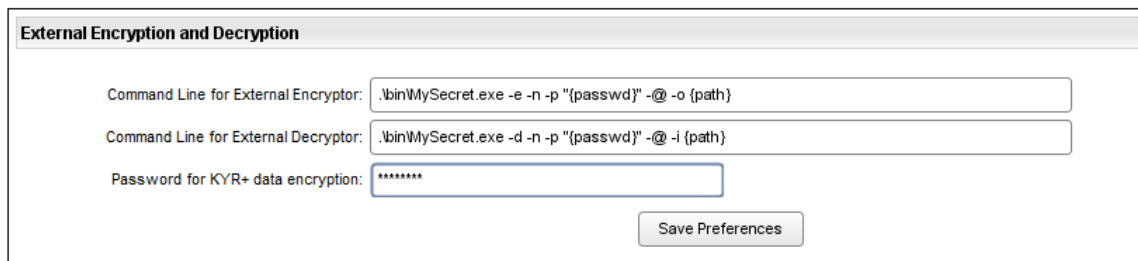 External Encryption and Decryption
Command Line for External Encryptor: .\bin\MySecret.exe -e -n -p "{passwd}" -@ -o {path}
Command Line for External Decryptor: .\bin\MySecret.exe -d -n -p "{passwd}" -@ -i {path}
Password for KYR+ data encryption: ********
Save Preferences